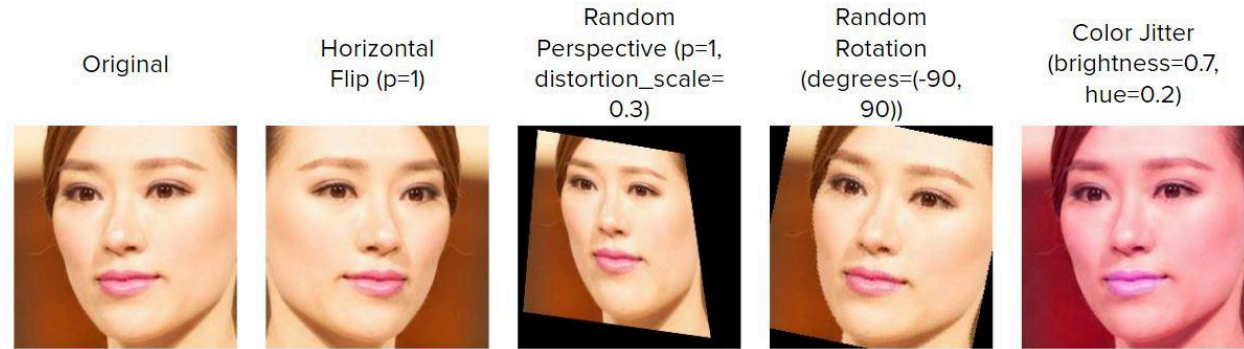 Original
Horizontal
Flip (p=1)
Random
Perspective (p=1,
distortion_scale=
0.3)
Random
Rotation
(degrees=(-90,
90))
Color Jitter
(brightness=0.7,
hue=0.2)